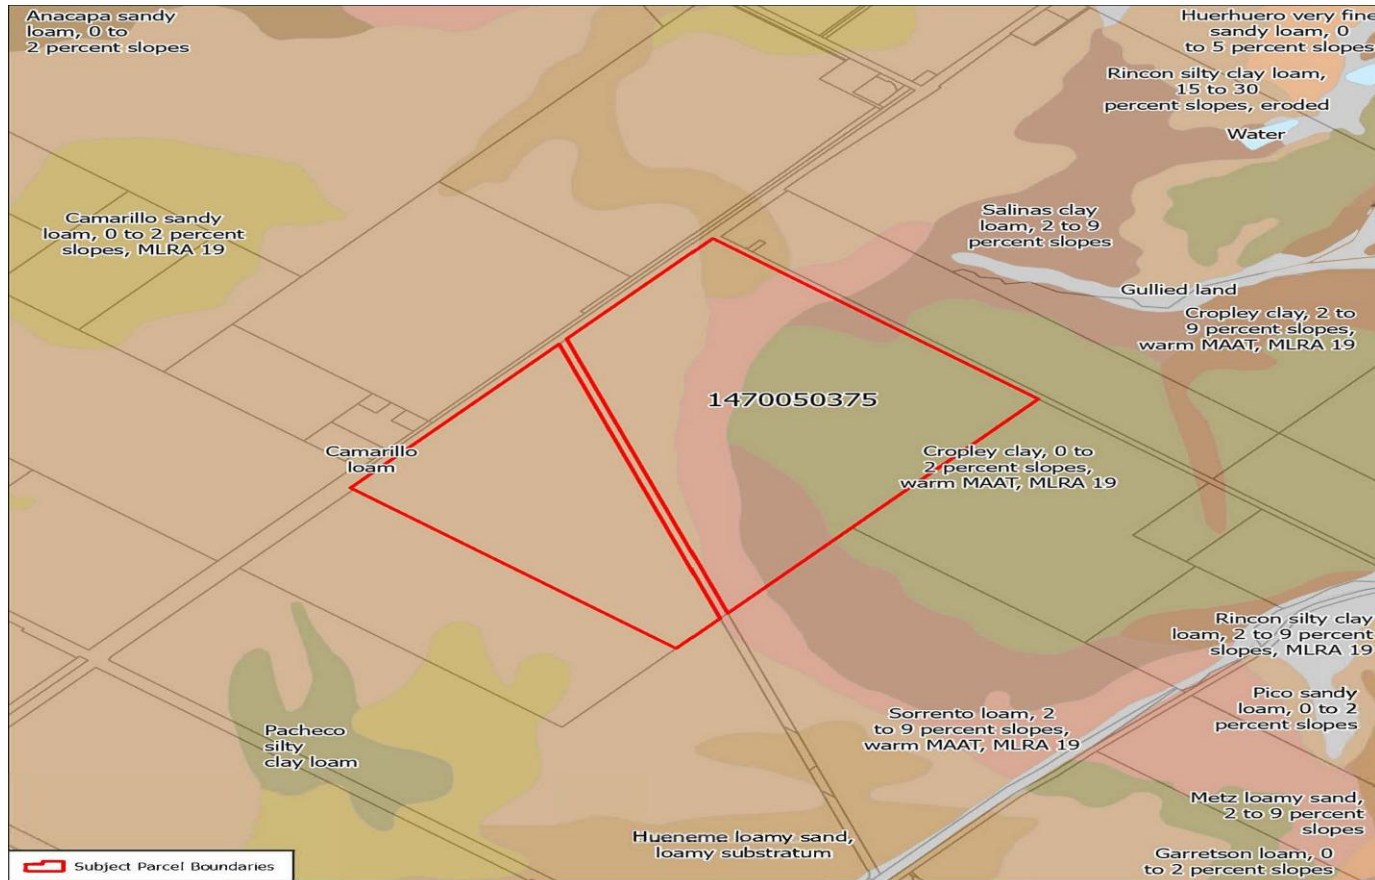 Anacapa sandy
loam, 0 to
2 percent slopes
Huerhuero very fine
sandy loam, 0
to 5 percent slopes
Rincon silty clay loam,
15 to 30
percent slopes, eroded
Water
Camarillo sandy
loam, 0 to 2 percent
slopes, MLRA 19
Salinas clay
loam, 2 to 9
percent slopes
Gullied land
Cropley clay, 2 to
9 percent slopes,
warm MAAT, MLRA 19
1470050375
Camarillo
loam
Cropley clay, 0 to
2 percent slopes,
warm MAAT, MLRA 19
Rincon silty clay
loam, 2 to 9 percent
slopes, MLRA 19
Pico sandy
loam, 0 to 2
percent slopes
Sorrento loam, 2
to 9 percent slopes,
warm MAAT, MLRA 19
Pacheco
silty
clay loam
Metz loamy sand,
2 to 9 percent
slopes
Hueneme loamy sand,
loamy substratum
Garretson loam, 0
to 2 percent slopes
Subject Parcel Boundaries